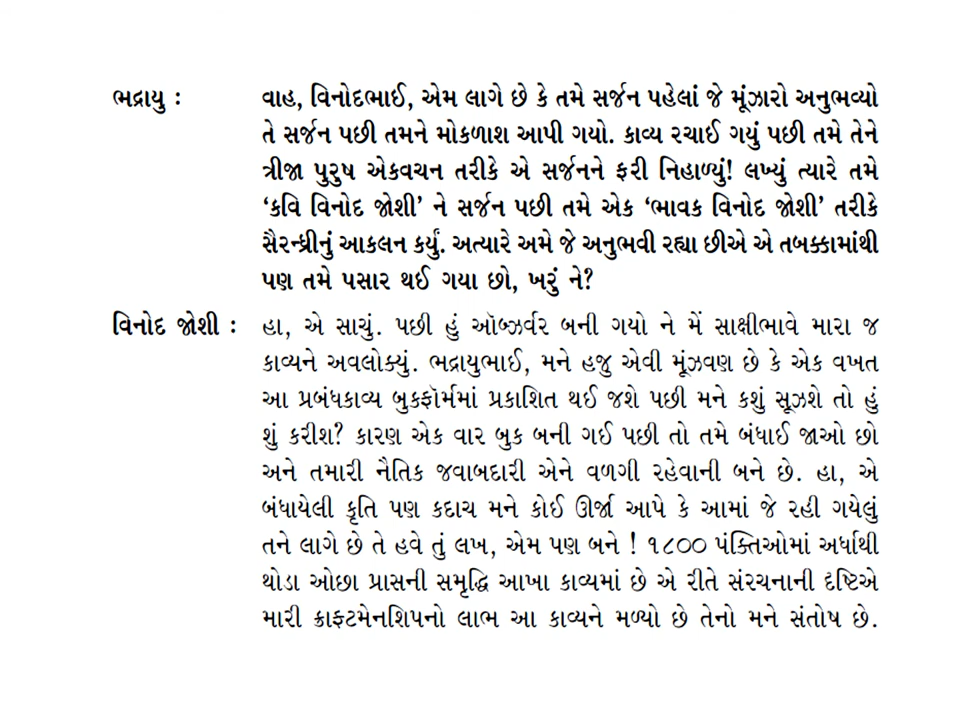 ભદ્રાયુ : વાહ, વિનોદભાઈ, એમ લાગે છે કે તમે સર્જન પહેલાં જે મૂંઝારો અનુભવ્યો
તે સર્જન પછી તમને મોકળાશ આપી ગયો. કાવ્ય રચાઈ ગયું પછી તમે તેને
ત્રીજા પુરુષ એકવચન તરીકે એ સર્જનને ફરી નિહાળ્યું! લખ્યું ત્યારે તમે
‘કવિ વિનોદ જોશી’ ને સર્જન પછી તમે એક ‘ભાવક વિનોદ જોશી’ તરીકે
સૈરન્ધ્રીનું આકલન કર્યું. અત્યારે અમે જે અનુભવી રહ્યા છીએ એ તબક્કામાંથી
પણ તમે પસાર થઈ ગયા છો, ખરું ને?
વિનોદ જોશી : હા, એ સાચું. પછી હું ઑબ્ઝર્વર બની ગયો ને મેં સાક્ષીભાવે મારા જ
કાવ્યને અવલોક્યું. ભદ્રાયુભાઈ, મને હજુ એવી મૂંઝવણ છે કે એક વખત
આ પ્રબંધકાવ્ય બુકફૉર્મમાં પ્રકાશિત થઈ જશે પછી મને કશું સૂઝશે તો હું
શું કરીશ? કારણ એક વાર બુક બની ગઈ પછી તો તમે બંધાઈ જાઓ છો
અને તમારી નૈતિક જવાબદારી એને વળગી રહેવાની બને છે. હા, એ
બંધાયેલી કૃતિ પણ કદાચ મને કોઈ ઊર્જા આપે કે આમાં જે રહી ગયેલું
તને લાગે છે તે હવે તું લખ, એમ પણ બને ! ૧૮૦૦ પંક્તિઓમાં અર્ધાથી
થોડા ઓછા પ્રાસની સમૃદ્ધિ આખા કાવ્યમાં છે એ રીતે સંરચનાની દૃષ્ટિએ
મારી ક્રાફ્ટમેનશિપનો લાભ આ કાવ્યને મળ્યો છે તેનો મને સંતોષ છે.